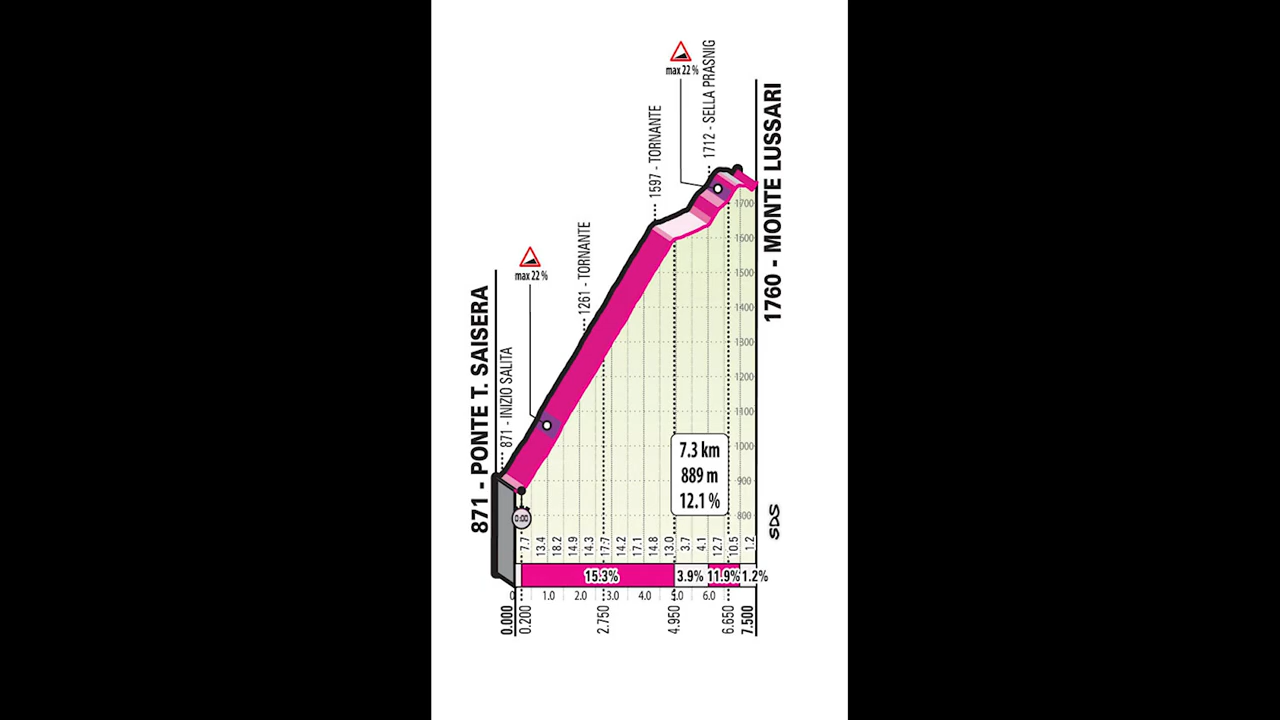 max 22 %
1712 - SELLA PRASNIG
1597 - TORNANTE
1760 - MONTE LUSSARI
1261 - TORNANTE
max 22 %
871 - PONTE T. SAISERA
871 - INIZIO SALITA
1700
1600
1500
1400
1300
1200
1100
1000
900
800
7.3 km
889 m
12.1 %
SDS
0:00
7.7 13.4 18.2 14.9 14.3 17.7 14.2 17.1 14.8 13.0 3.7 4.1 12.7 10.5 1.2
15.3% 3.9% 11.9% 1.2%
0 1.0 2.0 3.0 4.0 5.0 6.0
0.000 0.200 2.750 4.950 6.650 7.500